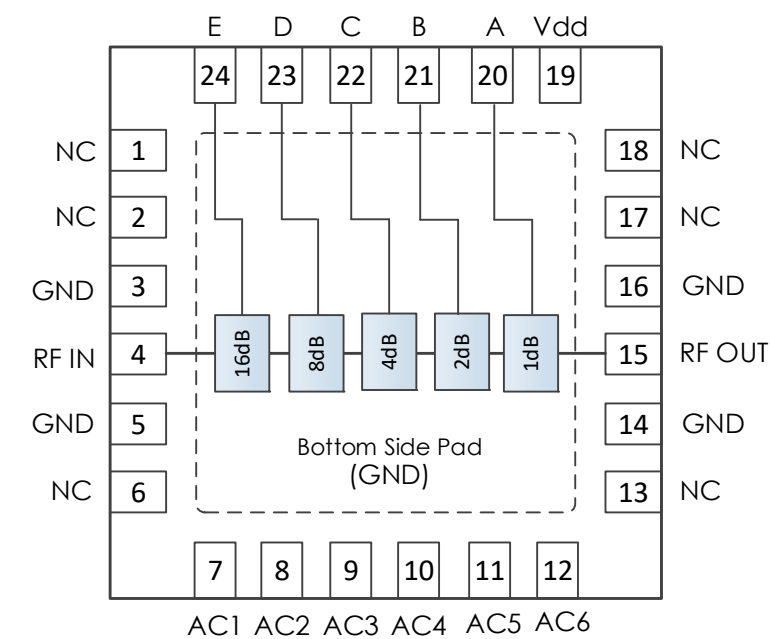 E D C B A Vdd
24 23 22 21 20 19
NC 1 18 NC
NC 2 17 NC
GND 3 16 GND
RF IN 4 16dB 8dB 4dB 2dB 1dB 15 RF OUT
GND 5 14 GND
Bottom Side Pad
(GND)
NC 6 13 NC
7 8 9 10 11 12
AC1 AC2 AC3 AC4 AC5 AC6